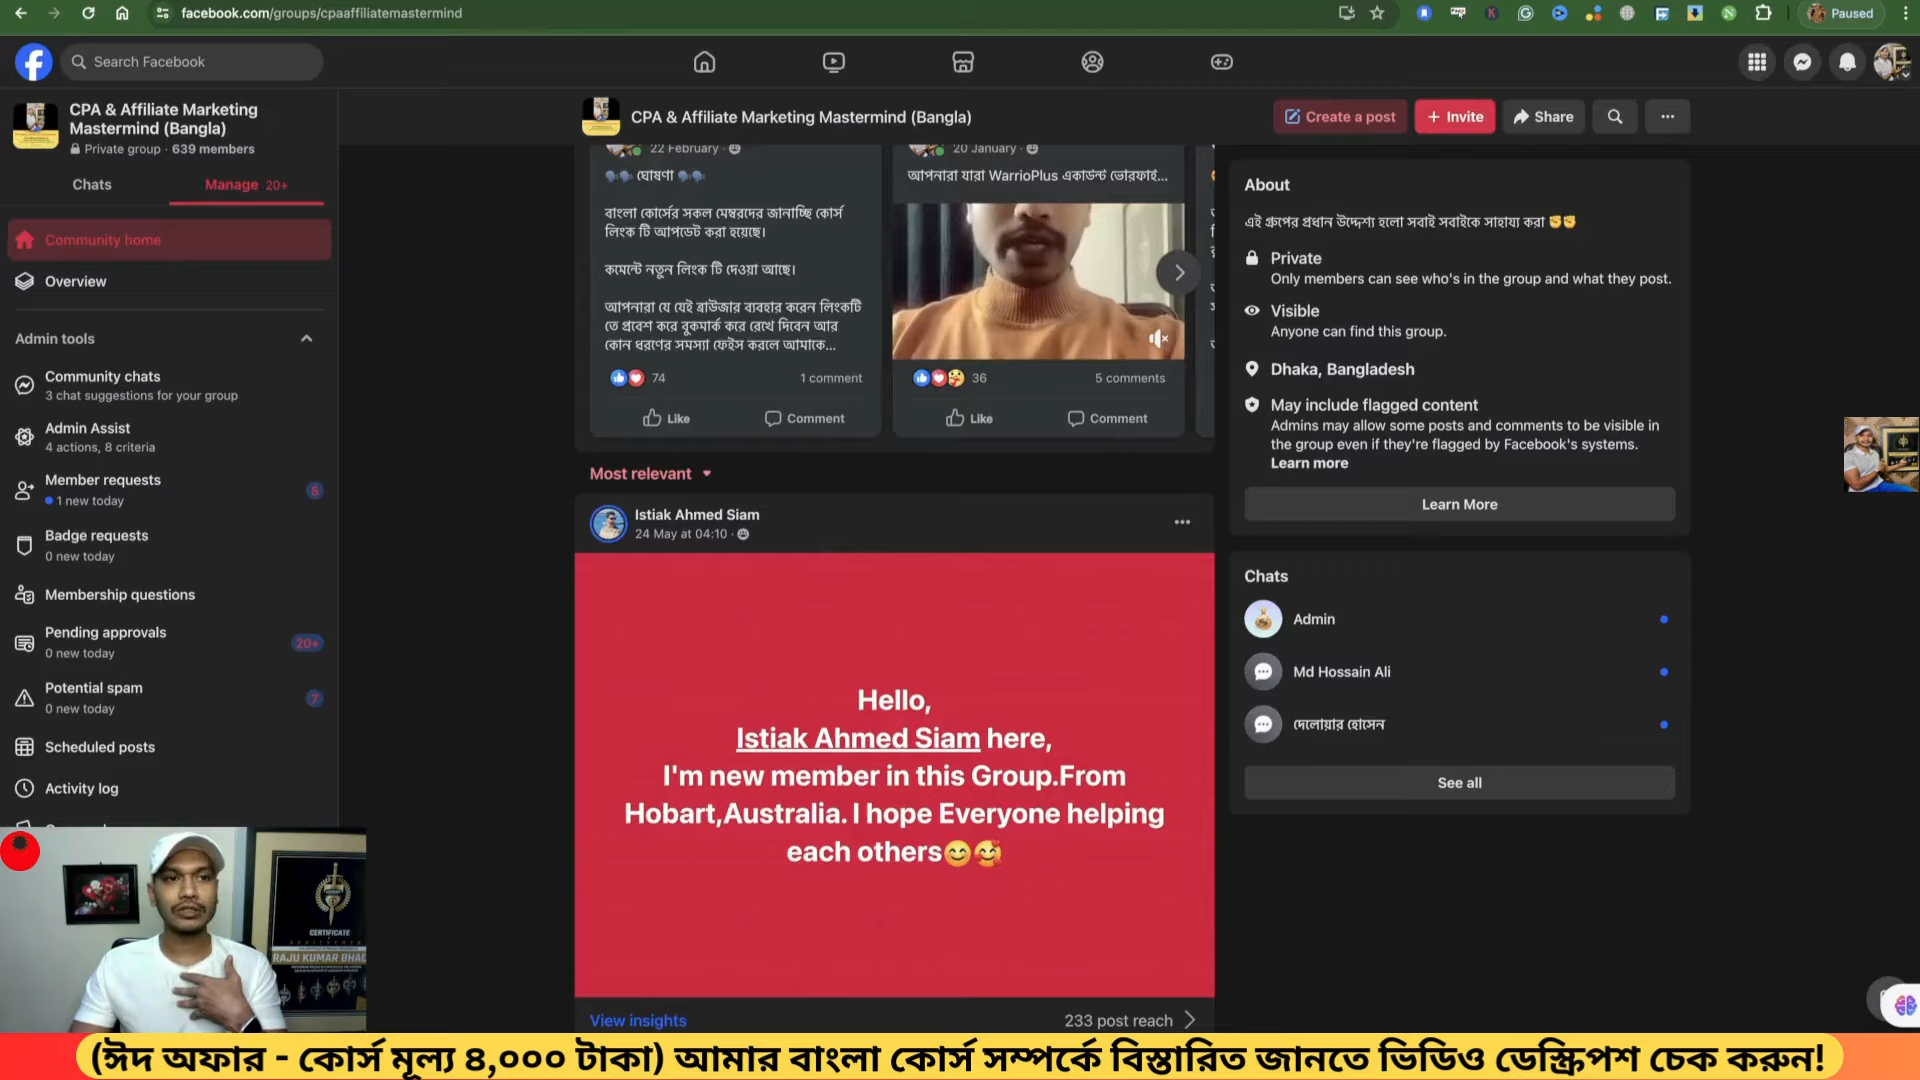 facebook.com/groups/cpaaffiliatemastermind
Paused
Search Facebook
CPA & Affiliate Marketing
Mastermind (Bangla)
Private group · 639 members
Chats
Manage 20+
Community home
Overview
Admin tools
Community chats
3 chat suggestions for your group
Admin Assist
4 actions, 8 criteria
Member requests
1 new today
5
Badge requests
0 new today
Membership questions
Pending approvals
0 new today
20+
Potential spam
0 new today
7
Scheduled posts
Activity log
CERTIFICATE
RAJU KUMAR BHAD
CPA & Affiliate Marketing Mastermind (Bangla)
Create a post
+ Invite
Share
22 February ·
ঘোষণা
বাংলা কোর্সের সকল মেম্বরদের জানাচ্ছি কোর্স
লিংক টি আপডেট করা হয়েছে।
কমেন্টে নতুন লিংক টি দেওয়া আছে।
আপনারা যে যেই ব্রাউজার ব্যবহার করেন লিংকটি
তে প্রবেশ করে বুকমার্ক করে রেখে দিবেন আর
কোন ধরণের সমস্যা ফেইস করলে আমাকে...
74
1 comment
Like
Comment
20 January ·
আপনারা যারা WarrioPlus একাউন্ট ভোরফাই...
36
5 comments
Like
Comment
Most relevant
Istiak Ahmed Siam
24 May at 04:10 ·
Hello,
Istiak Ahmed Siam here,
I'm new member in this Group.From
Hobart,Australia. I hope Everyone helping
each others😊🥰
View insights
233 post reach
About
এই গ্রুপের প্রধান উদ্দেশ্য হলো সবাই সবাইকে সাহায্য করা ✊✊
Private
Only members can see who's in the group and what they post.
Visible
Anyone can find this group.
Dhaka, Bangladesh
May include flagged content
Admins may allow some posts and comments to be visible in
the group even if they're flagged by Facebook's systems.
Learn more
Learn More
Chats
Admin
Md Hossain Ali
দেলোয়ার হোসেন
See all
(ঈদ অফার - কোর্স মূল্য ৪,০০০ টাকা) আমার বাংলা কোর্স সম্পর্কে বিস্তারিত জানতে ভিডিও ডেস্ক্রিপশ চেক করুন!